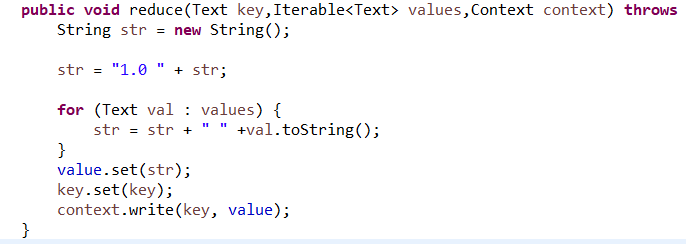 public void reduce(Text key,Iterable<Text> values,Context context) throws
String str = new String();
str = "1.0 " + str;
for (Text val : values) {
str = str + " " +val.toString();
}
value.set(str);
key.set(key);
context.write(key, value);
}